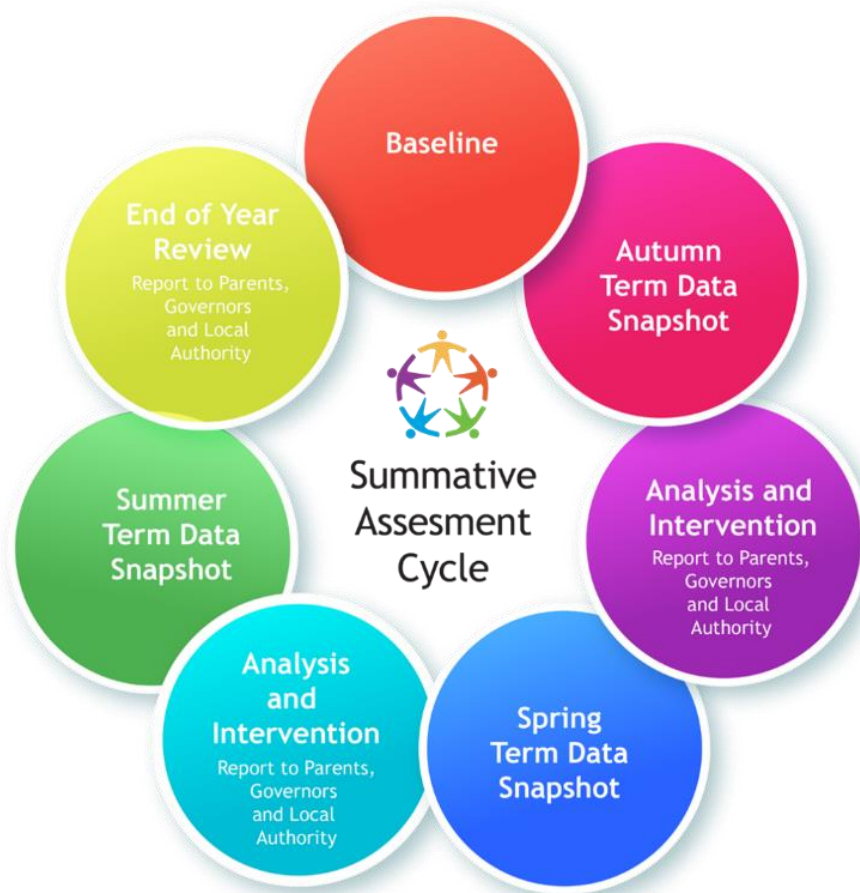 Baseline
Autumn
Term Data
Snapshot
Analysis and
Intervention
Report to Parents,
Governors
and Local
Authority
Spring
Term Data
Snapshot
Analysis
and
Intervention
Report to Parents,
Governors
and Local
Authority
Summer
Term Data
Snapshot
End of Year
Review
Report to Parents,
Governors
and Local
Authority
Summative
Assesment
Cycle